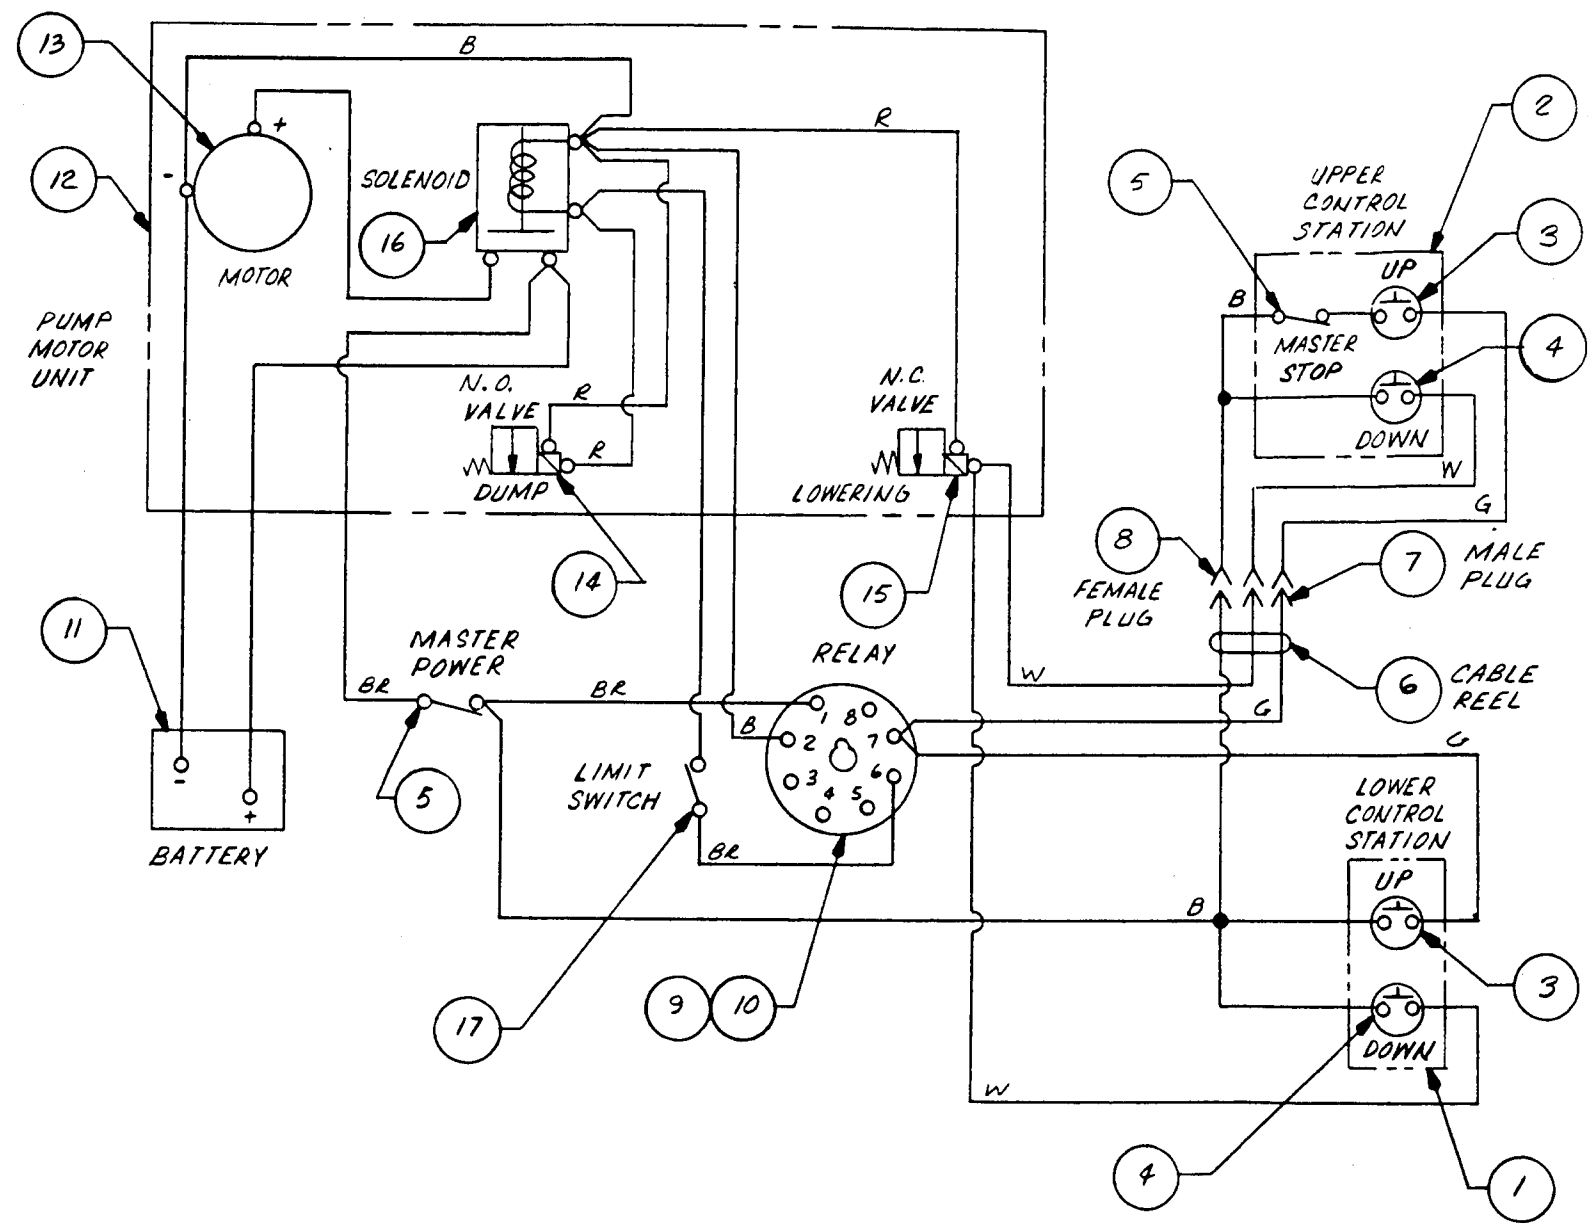 13
B
+
-
12
SOLENOID
16
MOTOR
PUMP
MOTOR
UNIT
R
N.O.
VALVE
R
R
DUMP
14
N.C.
VALVE
LOWERING
15
2
5
UPPER
CONTROL
STATION
3
UP
B
MASTER
STOP
4
DOWN
W
G
8
FEMALE
PLUG
7
MALE
PLUG
6
CABLE
REEL
11
MASTER
POWER
BR
BR
5
RELAY
W
G
G
B
1
8
2
7
3
6
4
5
LIMIT
SWITCH
BR
17
9
10
-
+
BATTERY
LOWER
CONTROL
STATION
UP
B
3
DOWN
W
4
1